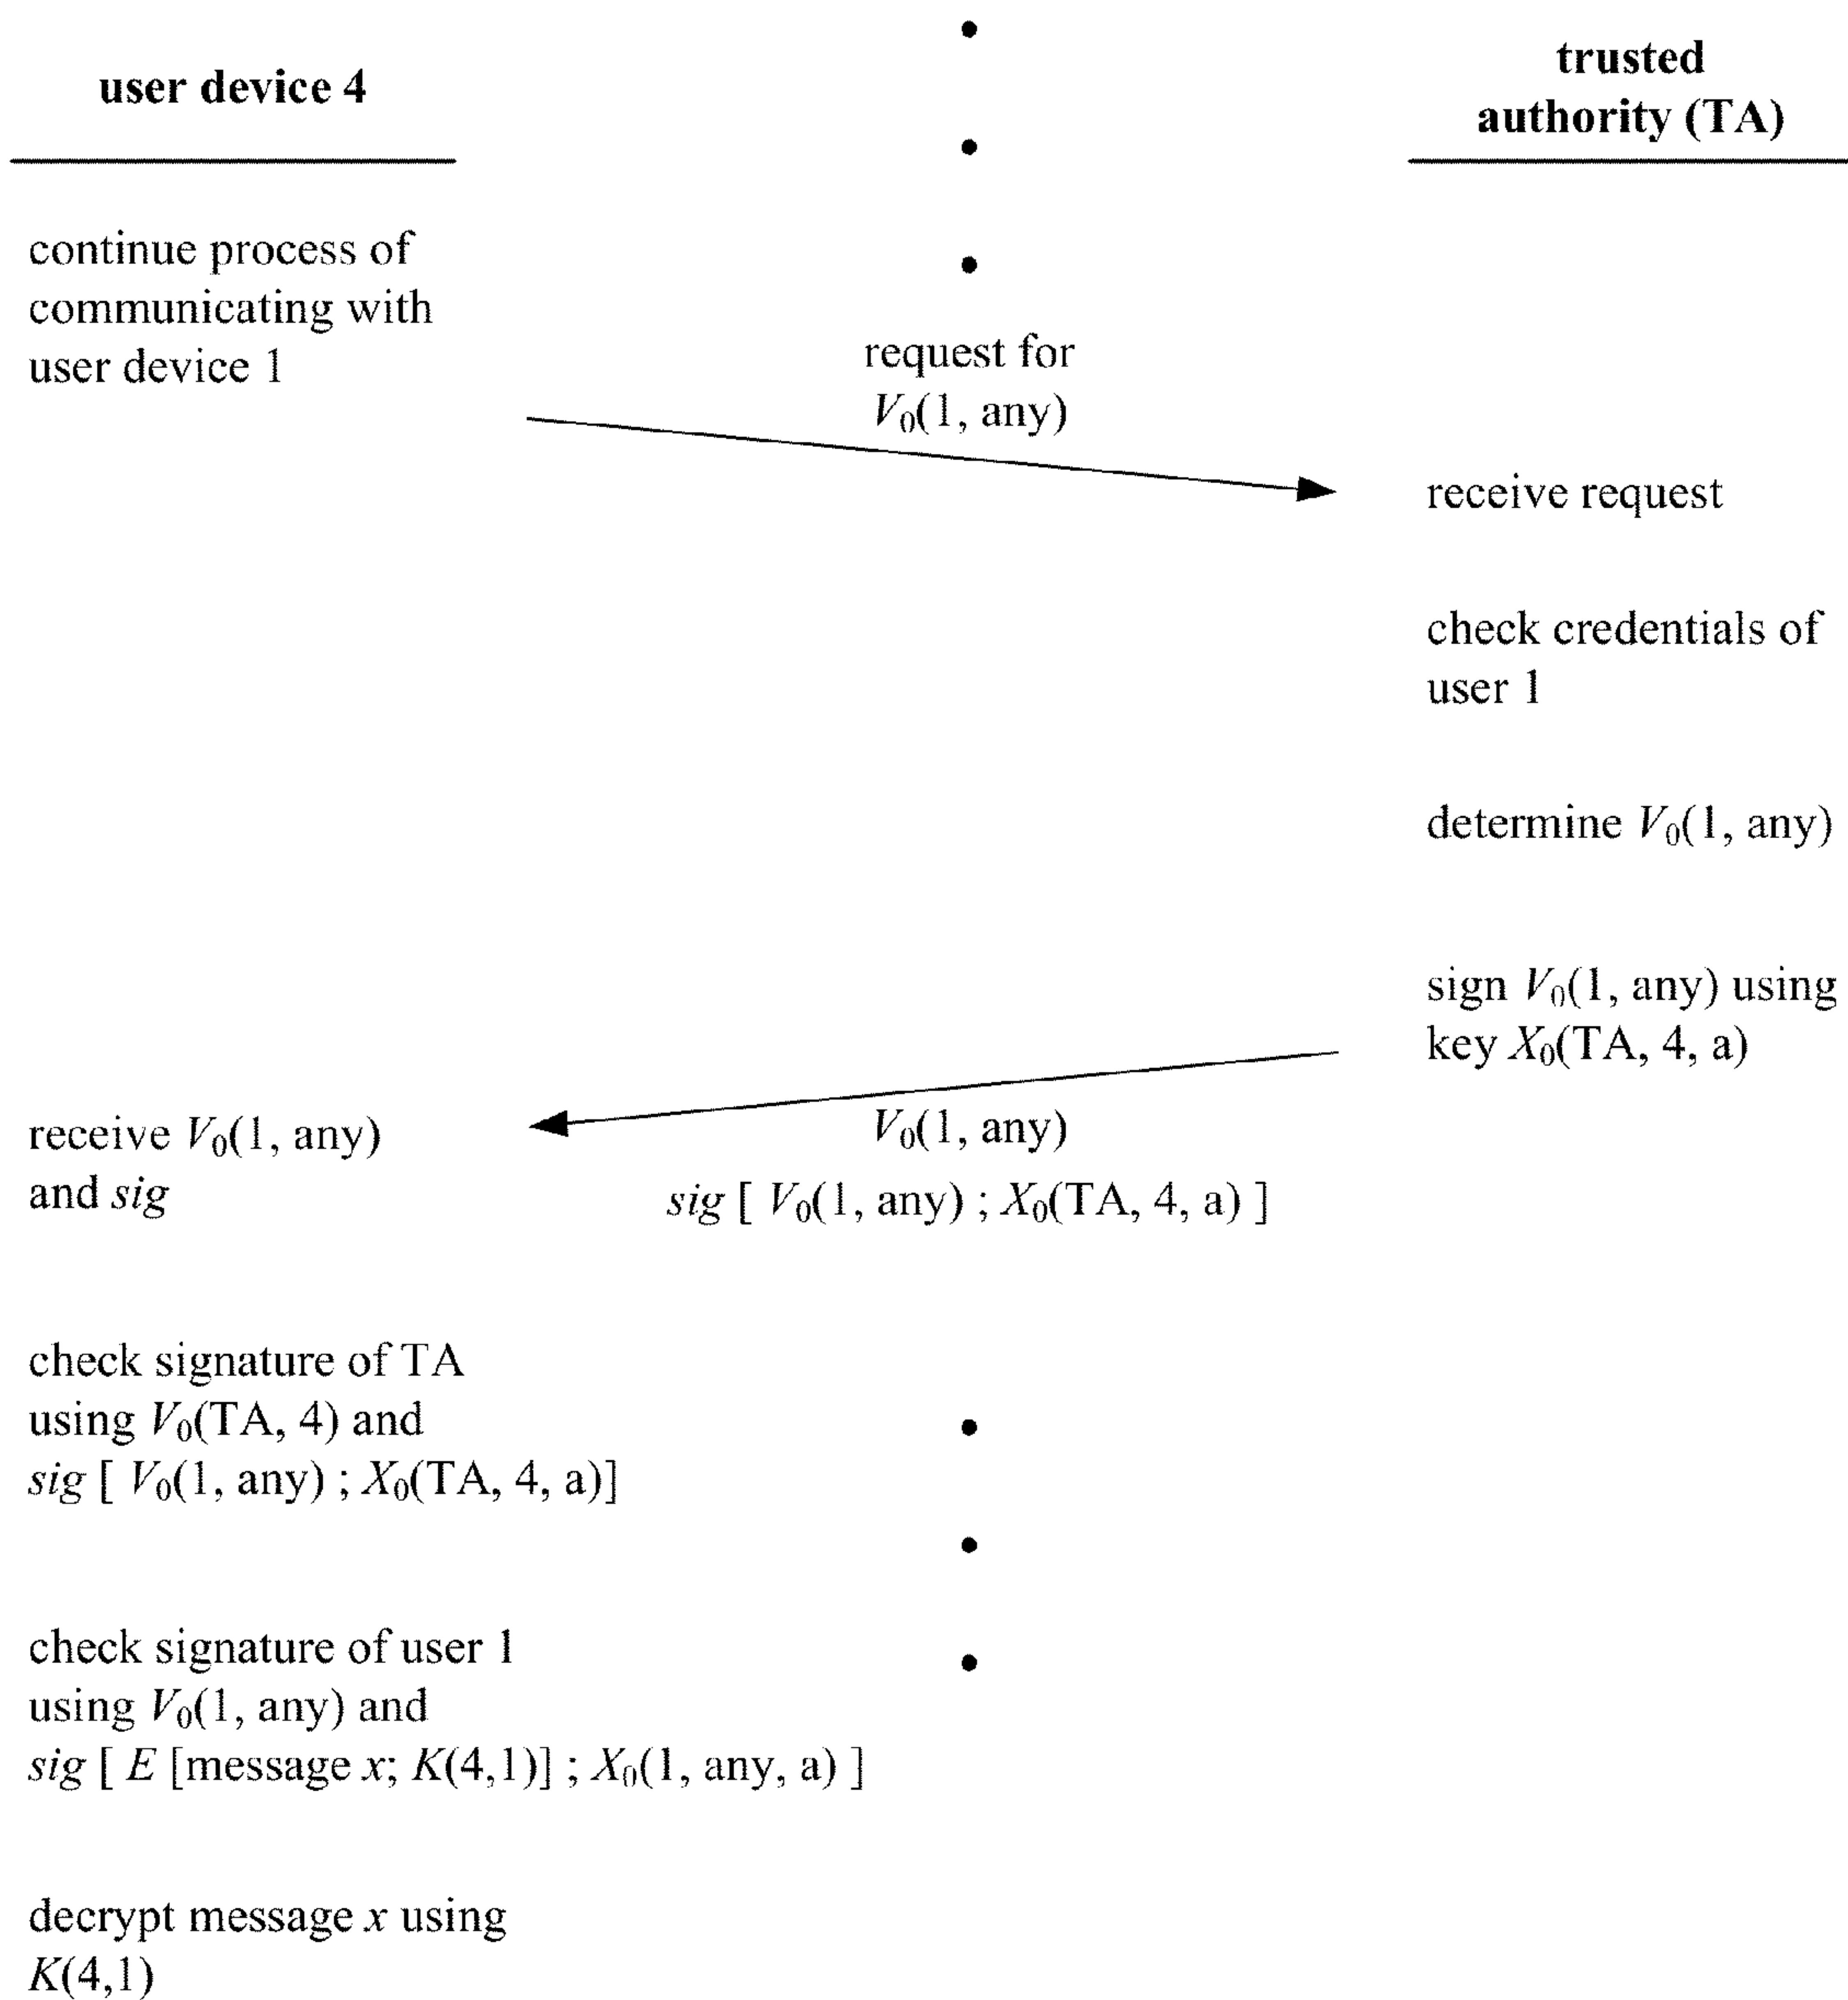 user device 4
trusted
authority (TA)
continue process of
communicating with
user device 1
request for
V₀(1, any)
receive request
check credentials of
user 1
determine V₀(1, any)
sign V₀(1, any) using
key X₀(TA, 4, a)
receive V₀(1, any)
and sig
V₀(1, any)
sig [ V₀(1, any) ; X₀(TA, 4, a) ]
check signature of TA
using V₀(TA, 4) and
sig [ V₀(1, any) ; X₀(TA, 4, a)]
check signature of user 1
using V₀(1, any) and
sig [ E [message x; K(4,1)] ; X₀(1, any, a) ]
decrypt message x using
K(4,1)